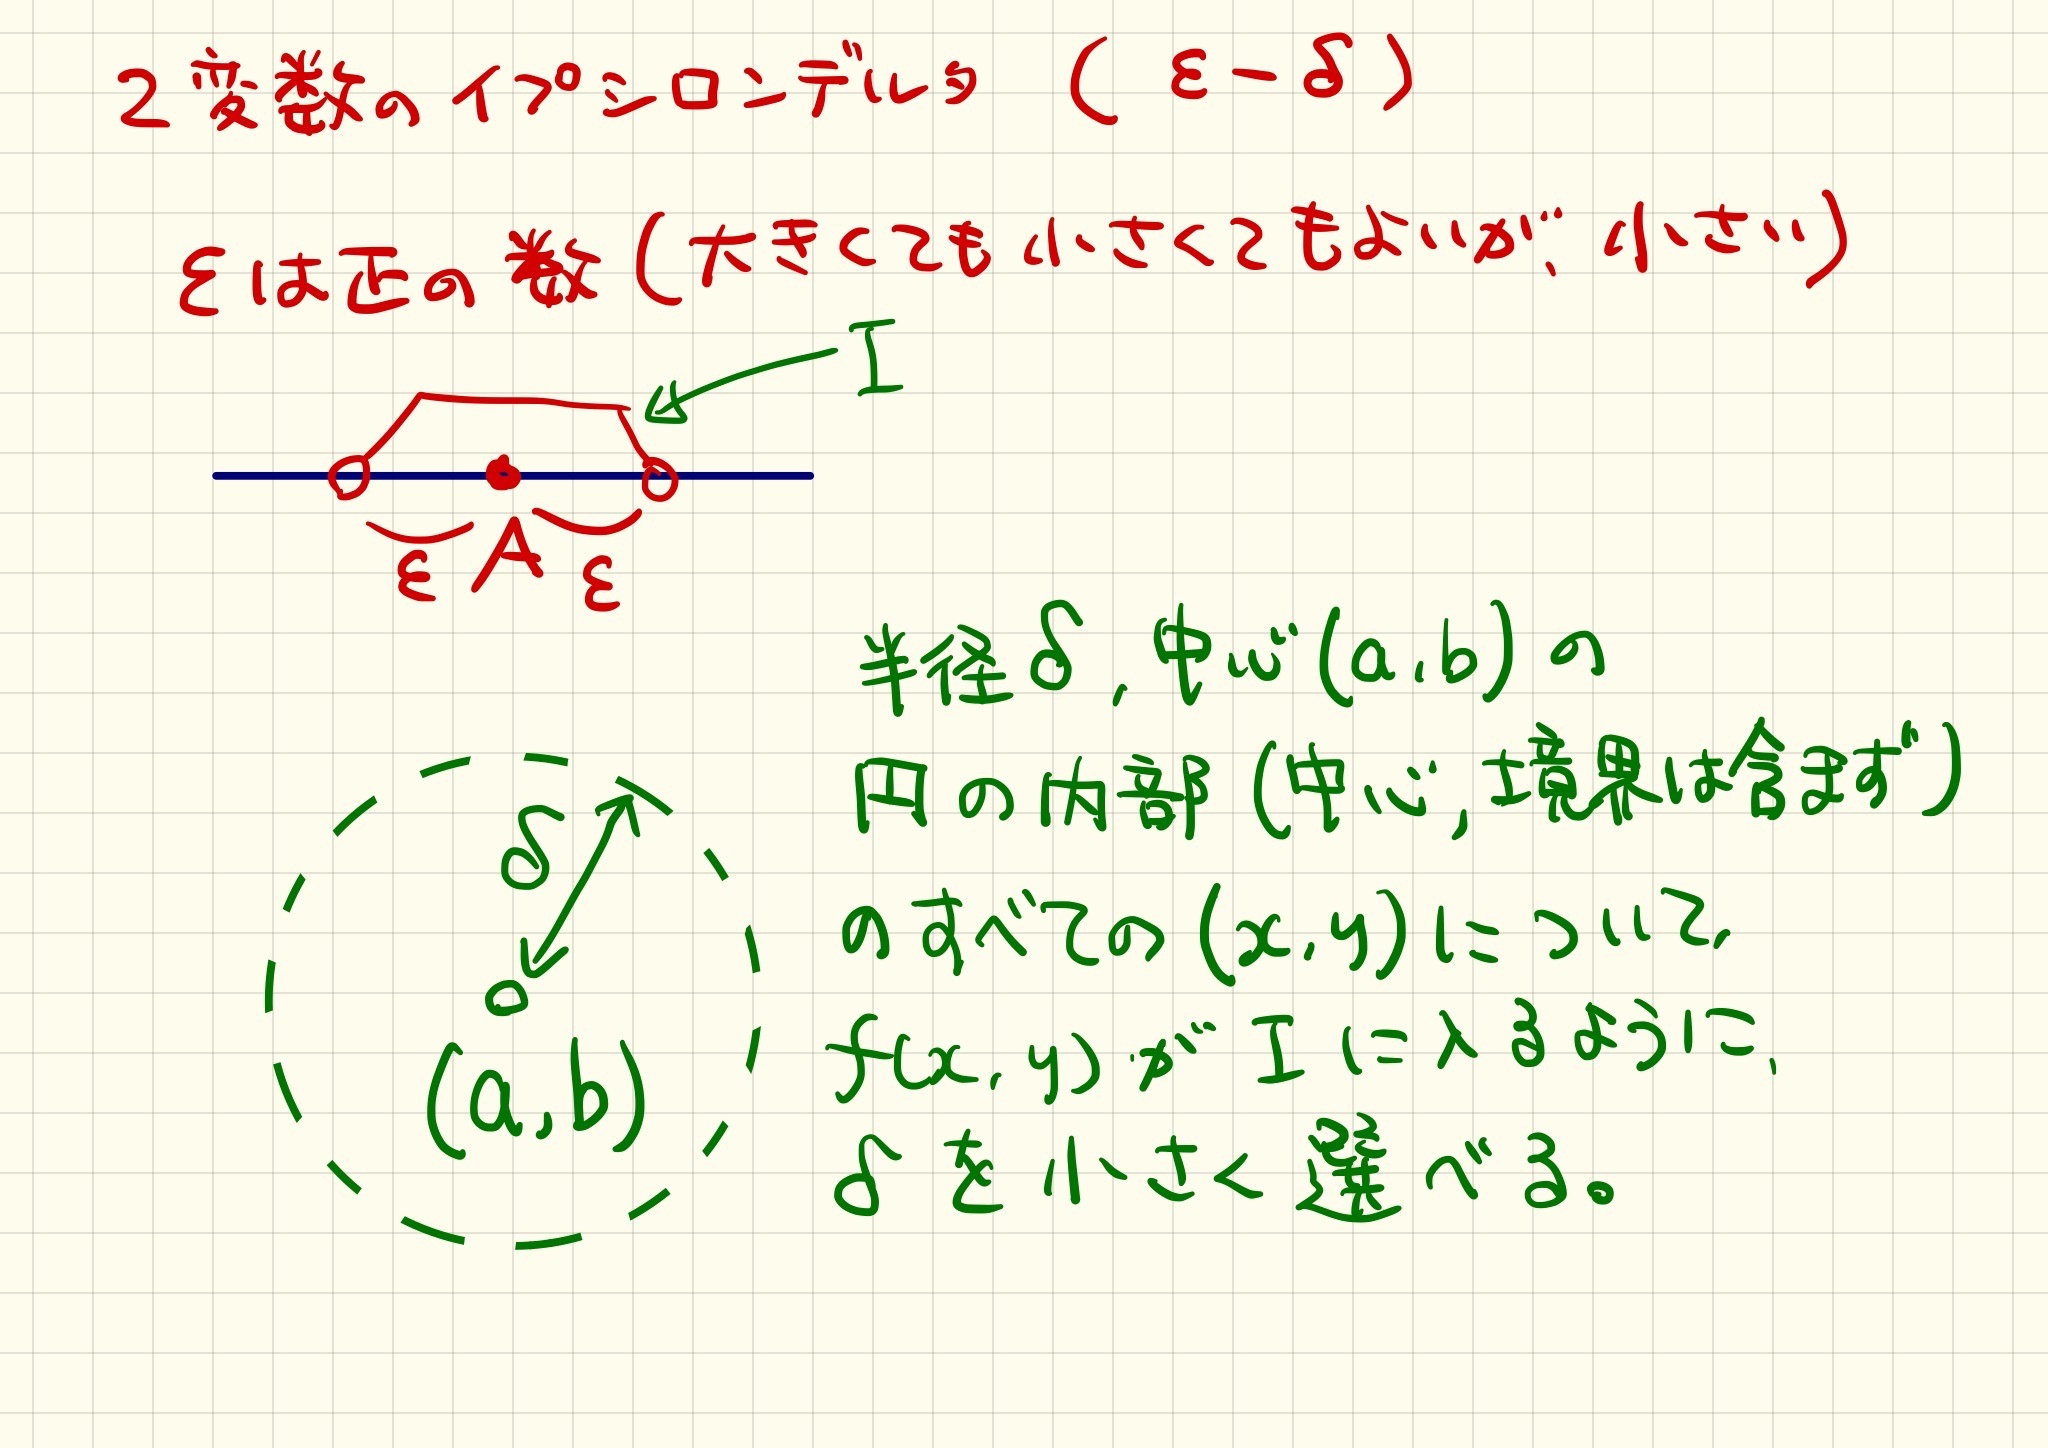 2変数のイプシロンデルタ (ε-δ)
εは正の数(大きくても小さくてもよいが、小さい)
I
ε A ε
半径δ,中心(a,b)の
円の内部(中心,境界は含まず)
のすべての(x,y)について,
f(x,y)がIに入るように,
δを小さく選べる。
δ
(a,b)